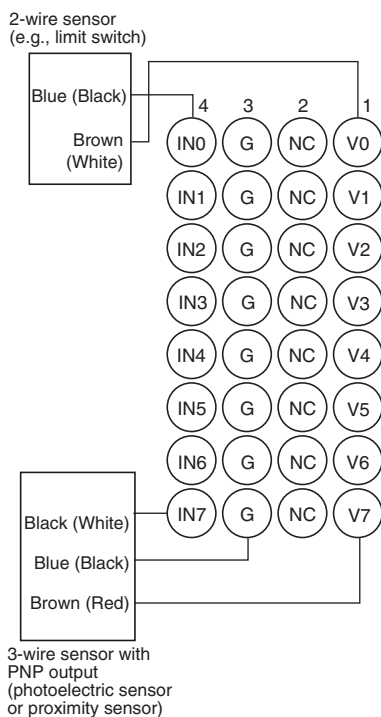 2-wire sensor
(e.g., limit switch)
Blue (Black)
Brown
(White)
4 3 2 1
IN0 G NC V0
IN1 G NC V1
IN2 G NC V2
IN3 G NC V3
IN4 G NC V4
IN5 G NC V5
IN6 G NC V6
IN7 G NC V7
Black (White)
Blue (Black)
Brown (Red)
3-wire sensor with
PNP output
(photoelectric sensor
or proximity sensor)